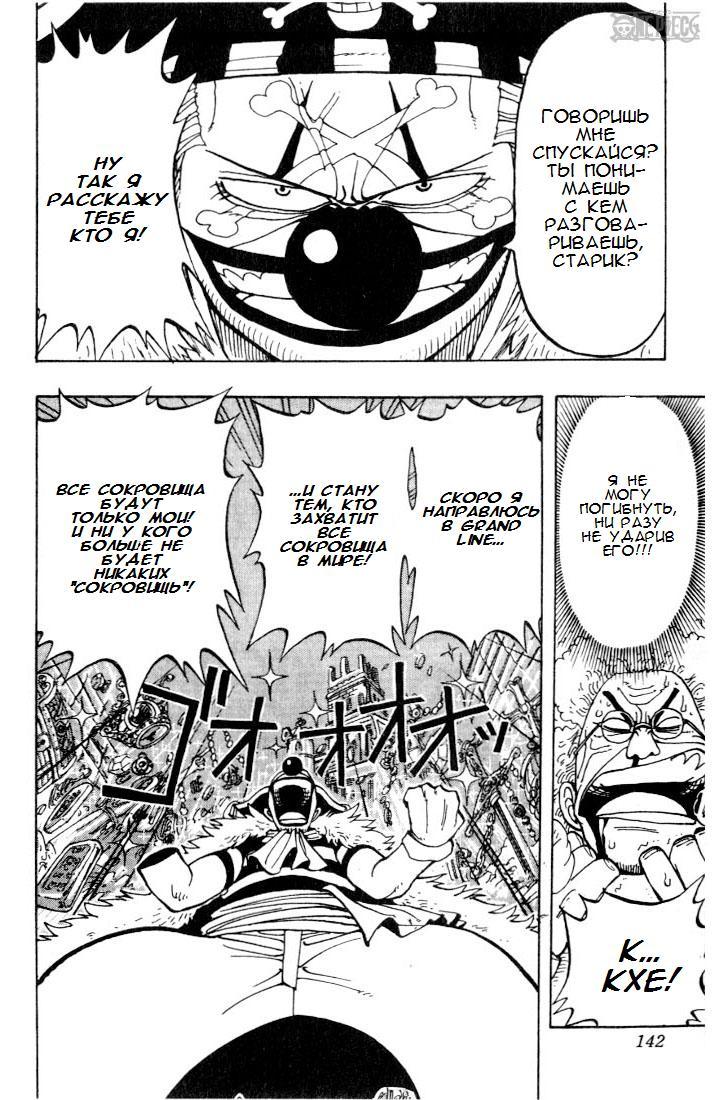 ГОВОРИШЬ
МНЕ
СПУСКАЙСЯ?
ТЫ ПОНИ-
МАЕШЬ
С КЕМ
РАЗГОВА-
РИВАЕШЬ,
СТАРИК?
НУ
ТАК Я
РАССКАЖУ
ТЕБЕ
КТО Я!
Я НЕ
МОГУ
ПОГИБНУТЬ,
НИ РАЗУ
НЕ УДАРИВ
ЕГО!!!
К...
КХЕ!
СКОРО Я
НАПРАВЛЮСЬ
В GRAND
LINE...
...И СТАНУ
ТЕМ, КТО
ЗАХВАТИТ
ВСЕ
СОКРОВИЩА
В МИРЕ!
ВСЕ СОКРОВИЩА
БУДУТ
ТОЛЬКО МОИ!
И НИ У КОГО
БОЛЬШЕ НЕ
БУДЕТ
НИКАКИХ
"СОКРОВИЩЬ"!
ゴオオオオッ
142